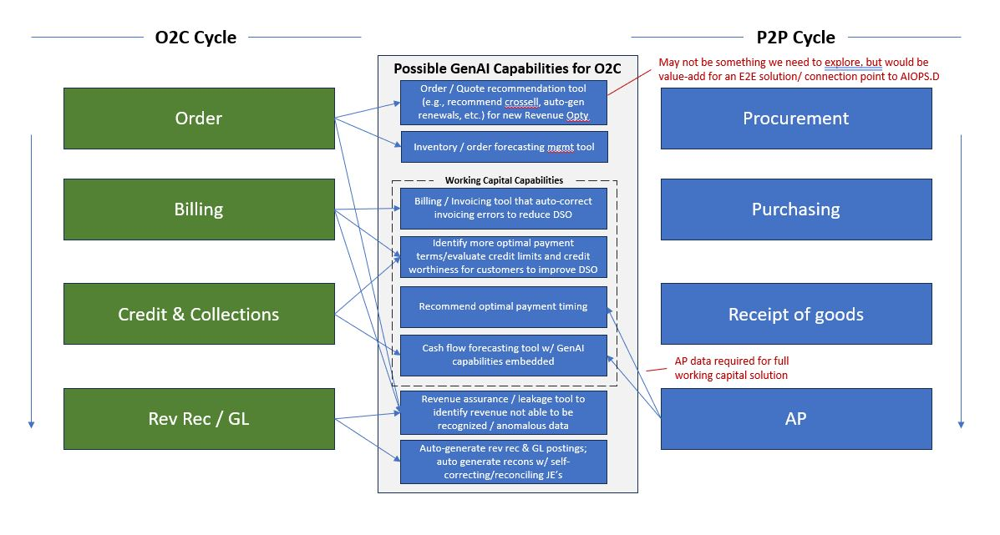 O2C Cycle
P2P Cycle
Possible GenAI Capabilities for O2C
May not be something we need to explore, but would be
value-add for an E2E solution/ connection point to AIOPS.D
Order
Billing
Credit & Collections
Rev Rec / GL
Order / Quote recommendation tool
(e.g., recommend crossell, auto-gen
renewals, etc.) for new Revenue Opty
Inventory / order forecasting mgmt tool
Working Capital Capabilities
Billing / Invoicing tool that auto-correct
invoicing errors to reduce DSO
Identify more optimal payment
terms/evaluate credit limits and credit
worthiness for customers to improve DSO
Recommend optimal payment timing
Cash flow forecasting tool w/ GenAI
capabilities embedded
Revenue assurance / leakage tool to
identify revenue not able to be
recognized / anomalous data
Auto-generate rev rec & GL postings;
auto generate recons w/ self-
correcting/reconciling JE’s
Procurement
Purchasing
Receipt of goods
AP data required for full
working capital solution
AP